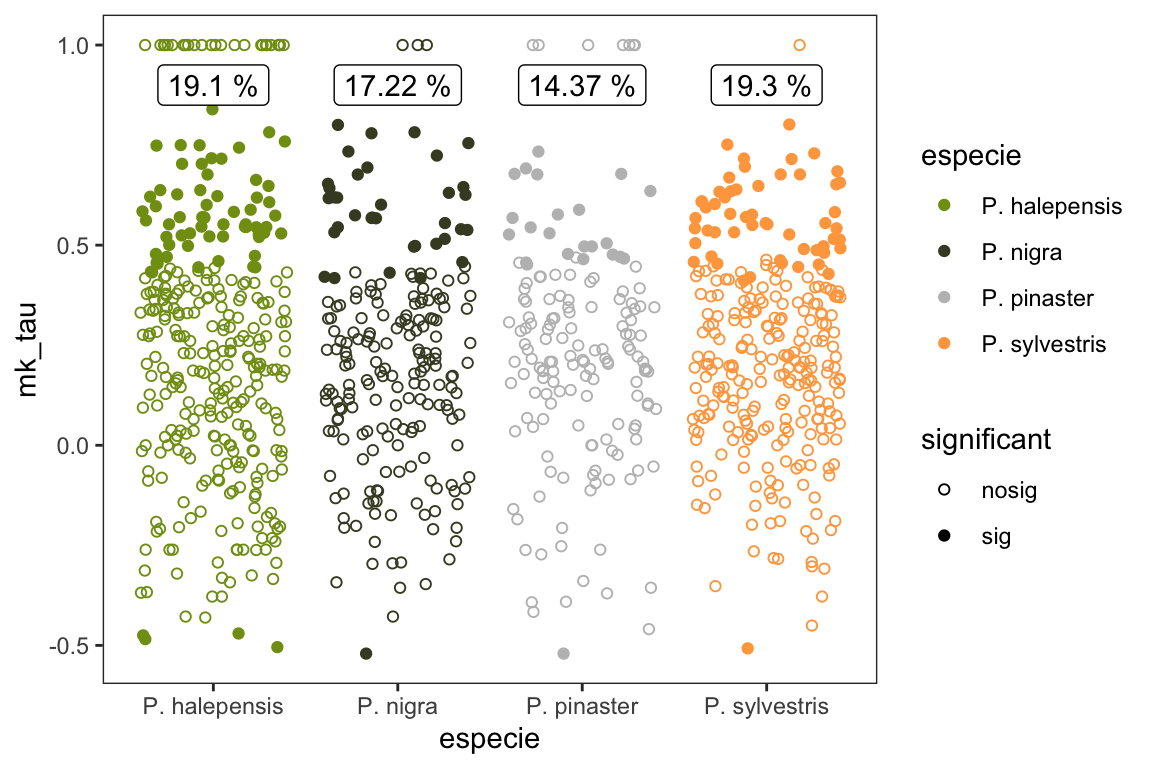 1.0
19.1 %
17.22 %
14.37 %
19.3 %
0.5
0.0
-0.5
mk_tau
P. halepensis
P. nigra
P. pinaster
P. sylvestris
especie
especie
P. halepensis
P. nigra
P. pinaster
P. sylvestris
significant
nosig
sig